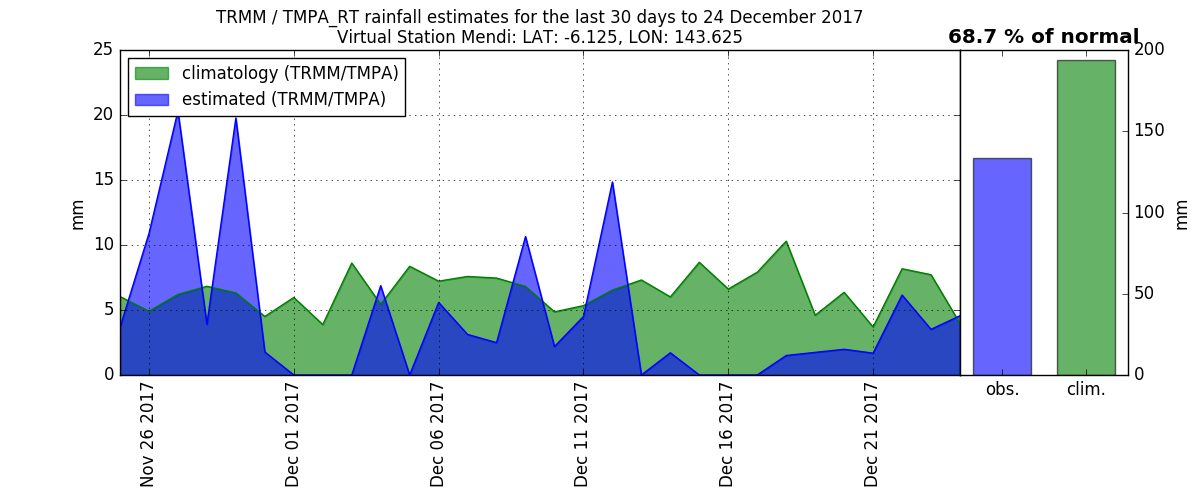 TRMM / TMPA_RT rainfall estimates for the last 30 days to 24 December 2017
Virtual Station Mendi: LAT: -6.125, LON: 143.625
68.7 % of normal
climatology (TRMM/TMPA)
estimated (TRMM/TMPA)
25
20
15
10
5
0
mm
200
150
100
50
0
mm
Nov 26 2017
Dec 01 2017
Dec 06 2017
Dec 11 2017
Dec 16 2017
Dec 21 2017
obs.
clim.